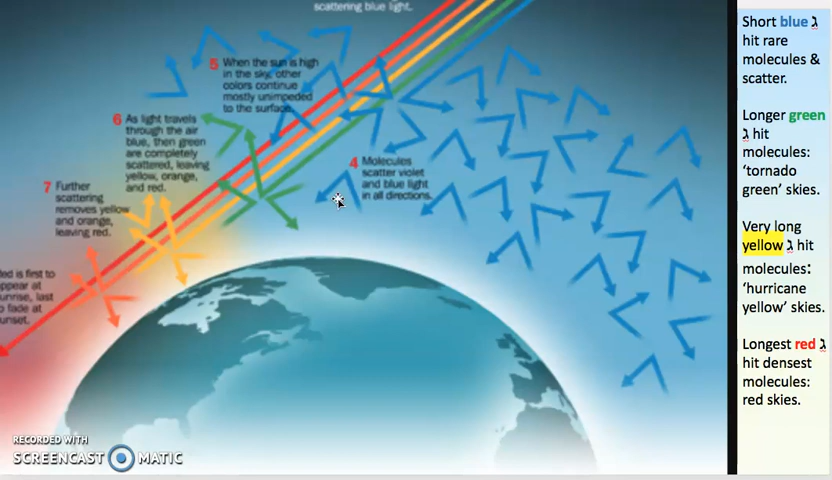 scattering blue light.
5 When the sun is high
in the sky, other
colors continue
mostly unimpeded
to the surface.
6 As light travels
through the air
blue, then green
are completely
scattered, leaving
yellow, orange,
and red.
4 Molecules
scatter violet
and blue light
in all directions.
7 Further
scattering
removes yellow
and orange,
leaving red.
ed is first to
appear at
unrise, last
o fade at
unset.
RECORDED WITH
SCREENCAST MATIC
Short blue λ
hit rare
molecules &
scatter.
Longer green
λ hit
molecules:
‘tornado
green’ skies.
Very long
yellow λ hit
molecules:
‘hurricane
yellow’ skies.
Longest red λ
hit densest
molecules:
red skies.